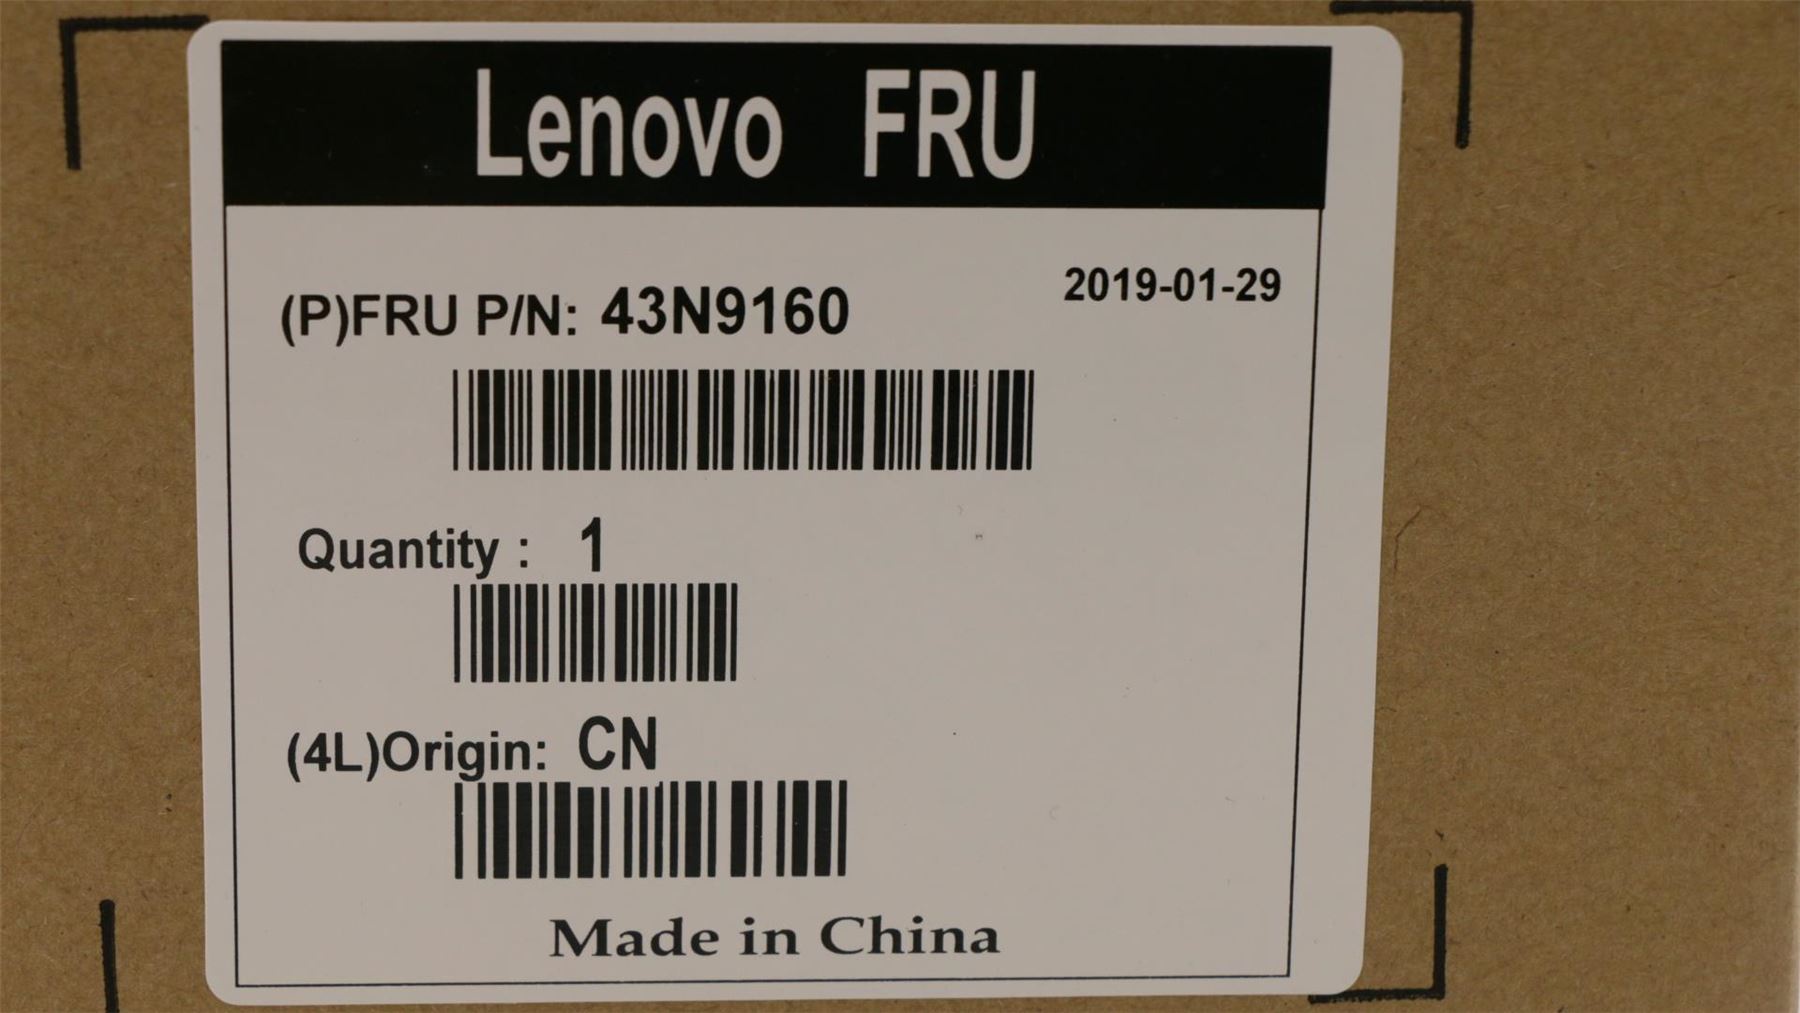 Lenovo FRU
2019-01-29
(P)FRU P/N: 43N9160
Quantity : 1
(4L)Origin: CN
Made in China